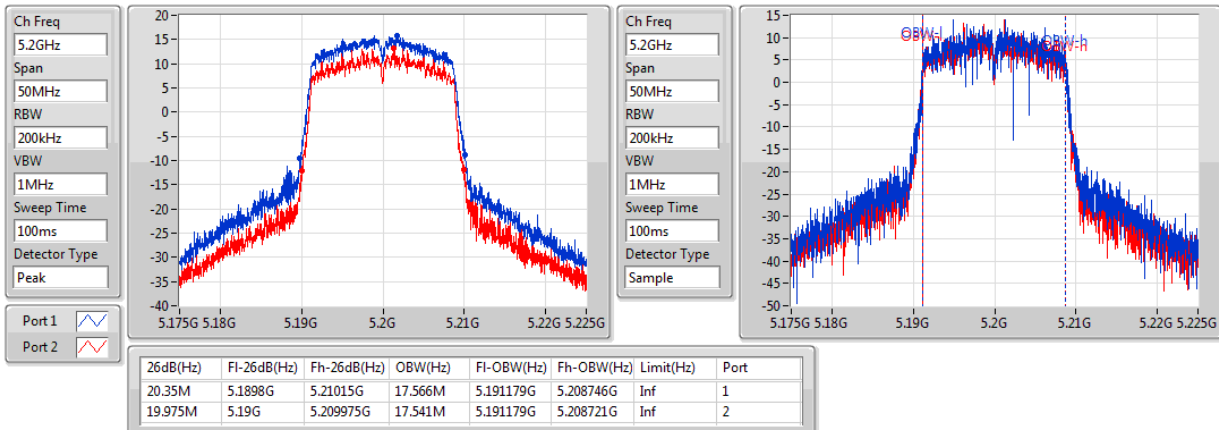 Ch Freq
5.2GHz
Span
50MHz
RBW
200kHz
VBW
1MHz
Sweep Time
100ms
Detector Type
Peak
Port 1
Port 2
20
15
10
5
0
-5
-10
-15
-20
-25
-30
-35
-40
5.175G 5.18G 5.19G 5.2G 5.21G 5.22G 5.225G
Ch Freq
5.2GHz
Span
50MHz
RBW
200kHz
VBW
1MHz
Sweep Time
100ms
Detector Type
Sample
15
10
5
0
-5
-10
-15
-20
-25
-30
-35
-40
-45
-50
OBW-l OBW-h
5.175G 5.18G 5.19G 5.2G 5.21G 5.22G 5.225G
26dB(Hz) Fl-26dB(Hz) Fh-26dB(Hz) OBW(Hz) Fl-OBW(Hz) Fh-OBW(Hz) Limit(Hz) Port
20.35M 5.1898G 5.21015G 17.566M 5.191179G 5.208746G Inf 1
19.975M 5.19G 5.209975G 17.541M 5.191179G 5.208721G Inf 2